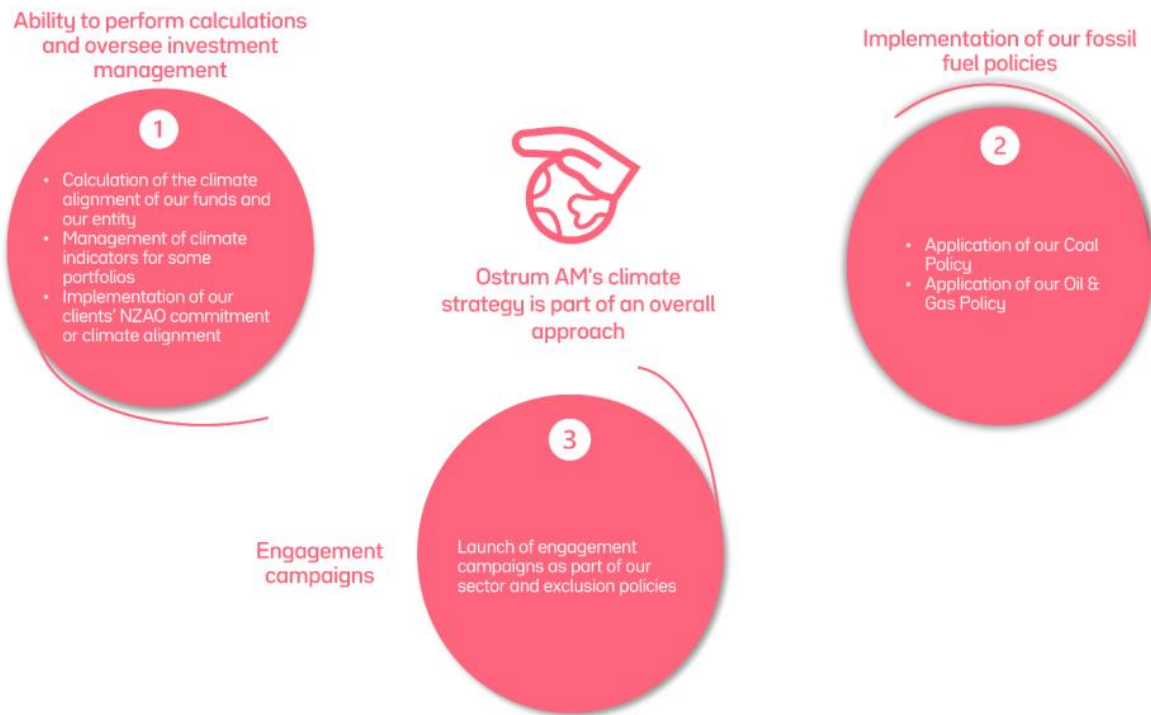 Ability to perform calculations
and oversee investment
management
1
• Calculation of the climate
alignment of our funds and
our entity
• Management of climate
indicators for some
portfolios
• Implementation of our
clients' NZAO commitment
or climate alignment
Ostrum AM's climate
strategy is part of an overall
approach
Implementation of our fossil
fuel policies
2
• Application of our Coal
Policy
• Application of our Oil &
Gas Policy
Engagement
campaigns
3
Launch of engagement
campaigns as part of our
sector and exclusion policies